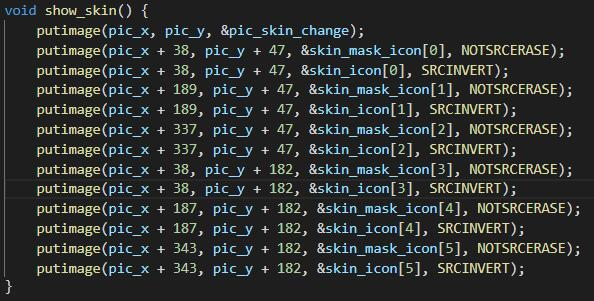 void show_skin() {
putimage(pic_x, pic_y, &pic_skin_change);
putimage(pic_x + 38, pic_y + 47, &skin_mask_icon[0], NOTSRCERASE);
putimage(pic_x + 38, pic_y + 47, &skin_icon[0], SRCINVERT);
putimage(pic_x + 189, pic_y + 47, &skin_mask_icon[1], NOTSRCERASE);
putimage(pic_x + 189, pic_y + 47, &skin_icon[1], SRCINVERT);
putimage(pic_x + 337, pic_y + 47, &skin_mask_icon[2], NOTSRCERASE);
putimage(pic_x + 337, pic_y + 47, &skin_icon[2], SRCINVERT);
putimage(pic_x + 38, pic_y + 182, &skin_mask_icon[3], NOTSRCERASE);
putimage(pic_x + 38, pic_y + 182, &skin_icon[3], SRCINVERT);
putimage(pic_x + 187, pic_y + 182, &skin_mask_icon[4], NOTSRCERASE);
putimage(pic_x + 187, pic_y + 182, &skin_icon[4], SRCINVERT);
putimage(pic_x + 343, pic_y + 182, &skin_mask_icon[5], NOTSRCERASE);
putimage(pic_x + 343, pic_y + 182, &skin_icon[5], SRCINVERT);
}